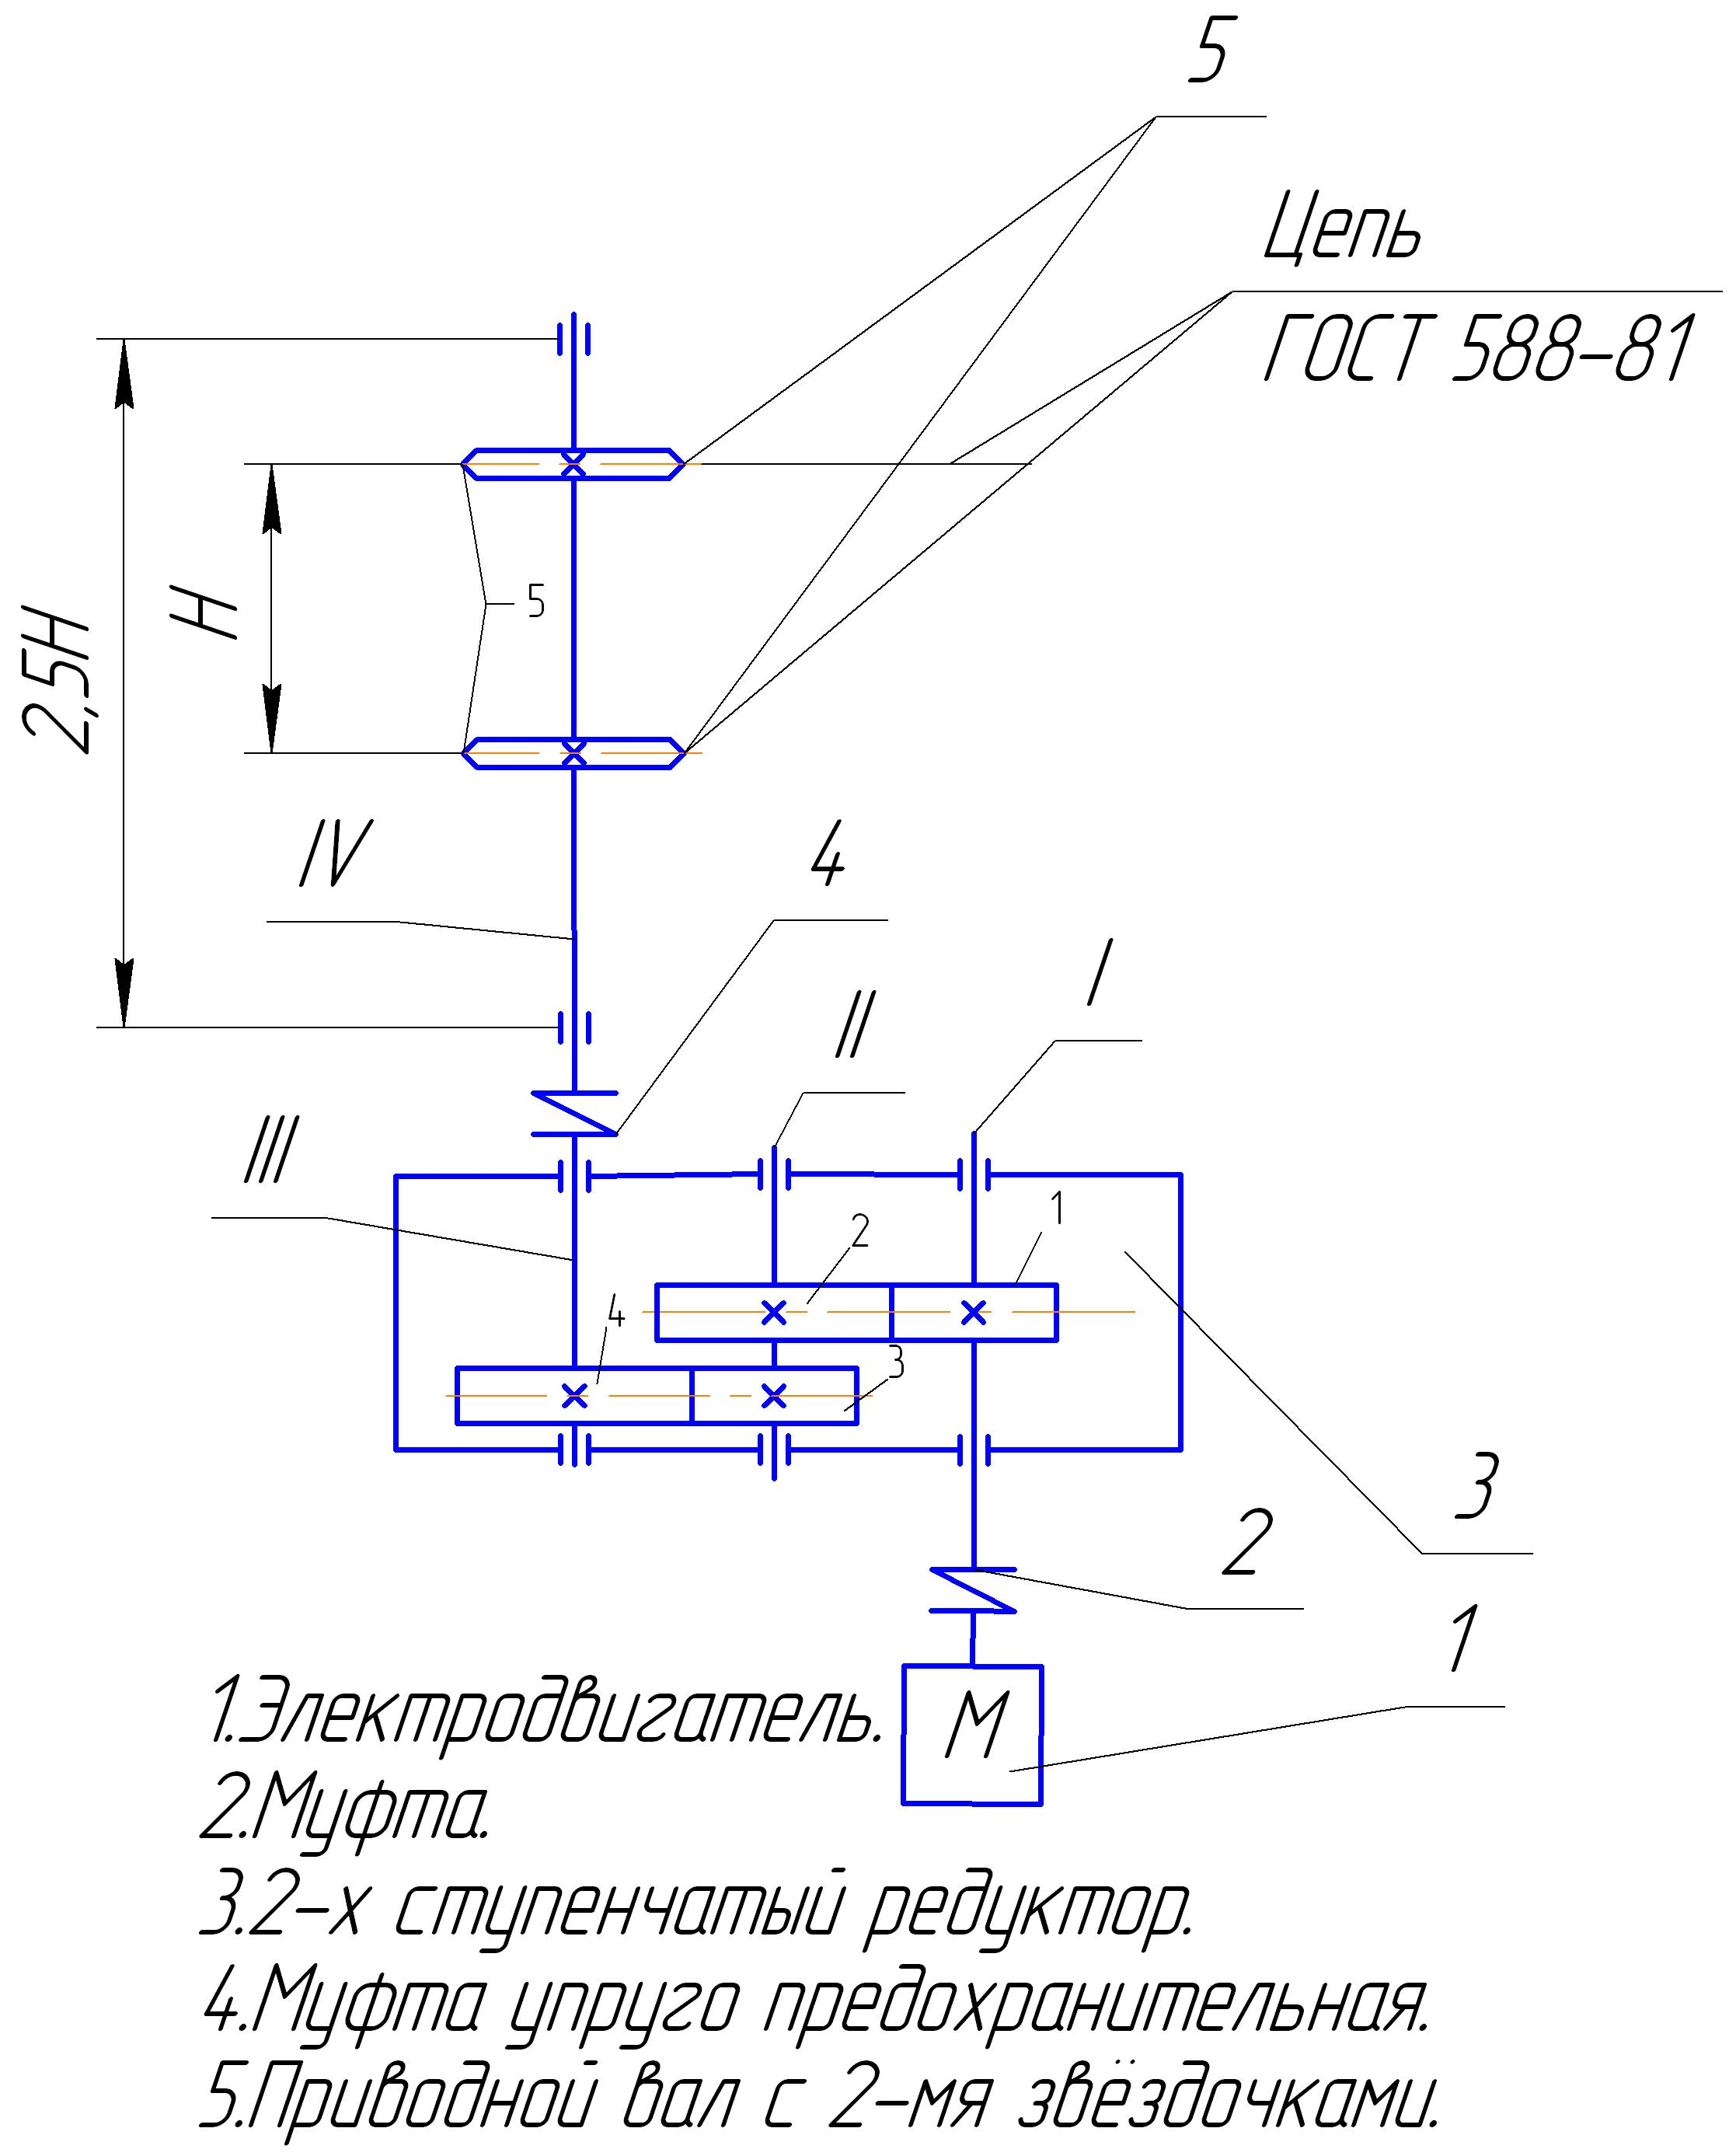 5
Цепь
ГОСТ 588-81
2,5H
H
5
IV
4
I
II
III
1
2
4
3
3
2
1
М
1.Электродвигатель.
2.Муфта.
3.2-х ступенчатый редуктор.
4.Муфта упруго предохранительная.
5.Приводной вал с 2-мя звёздочками.